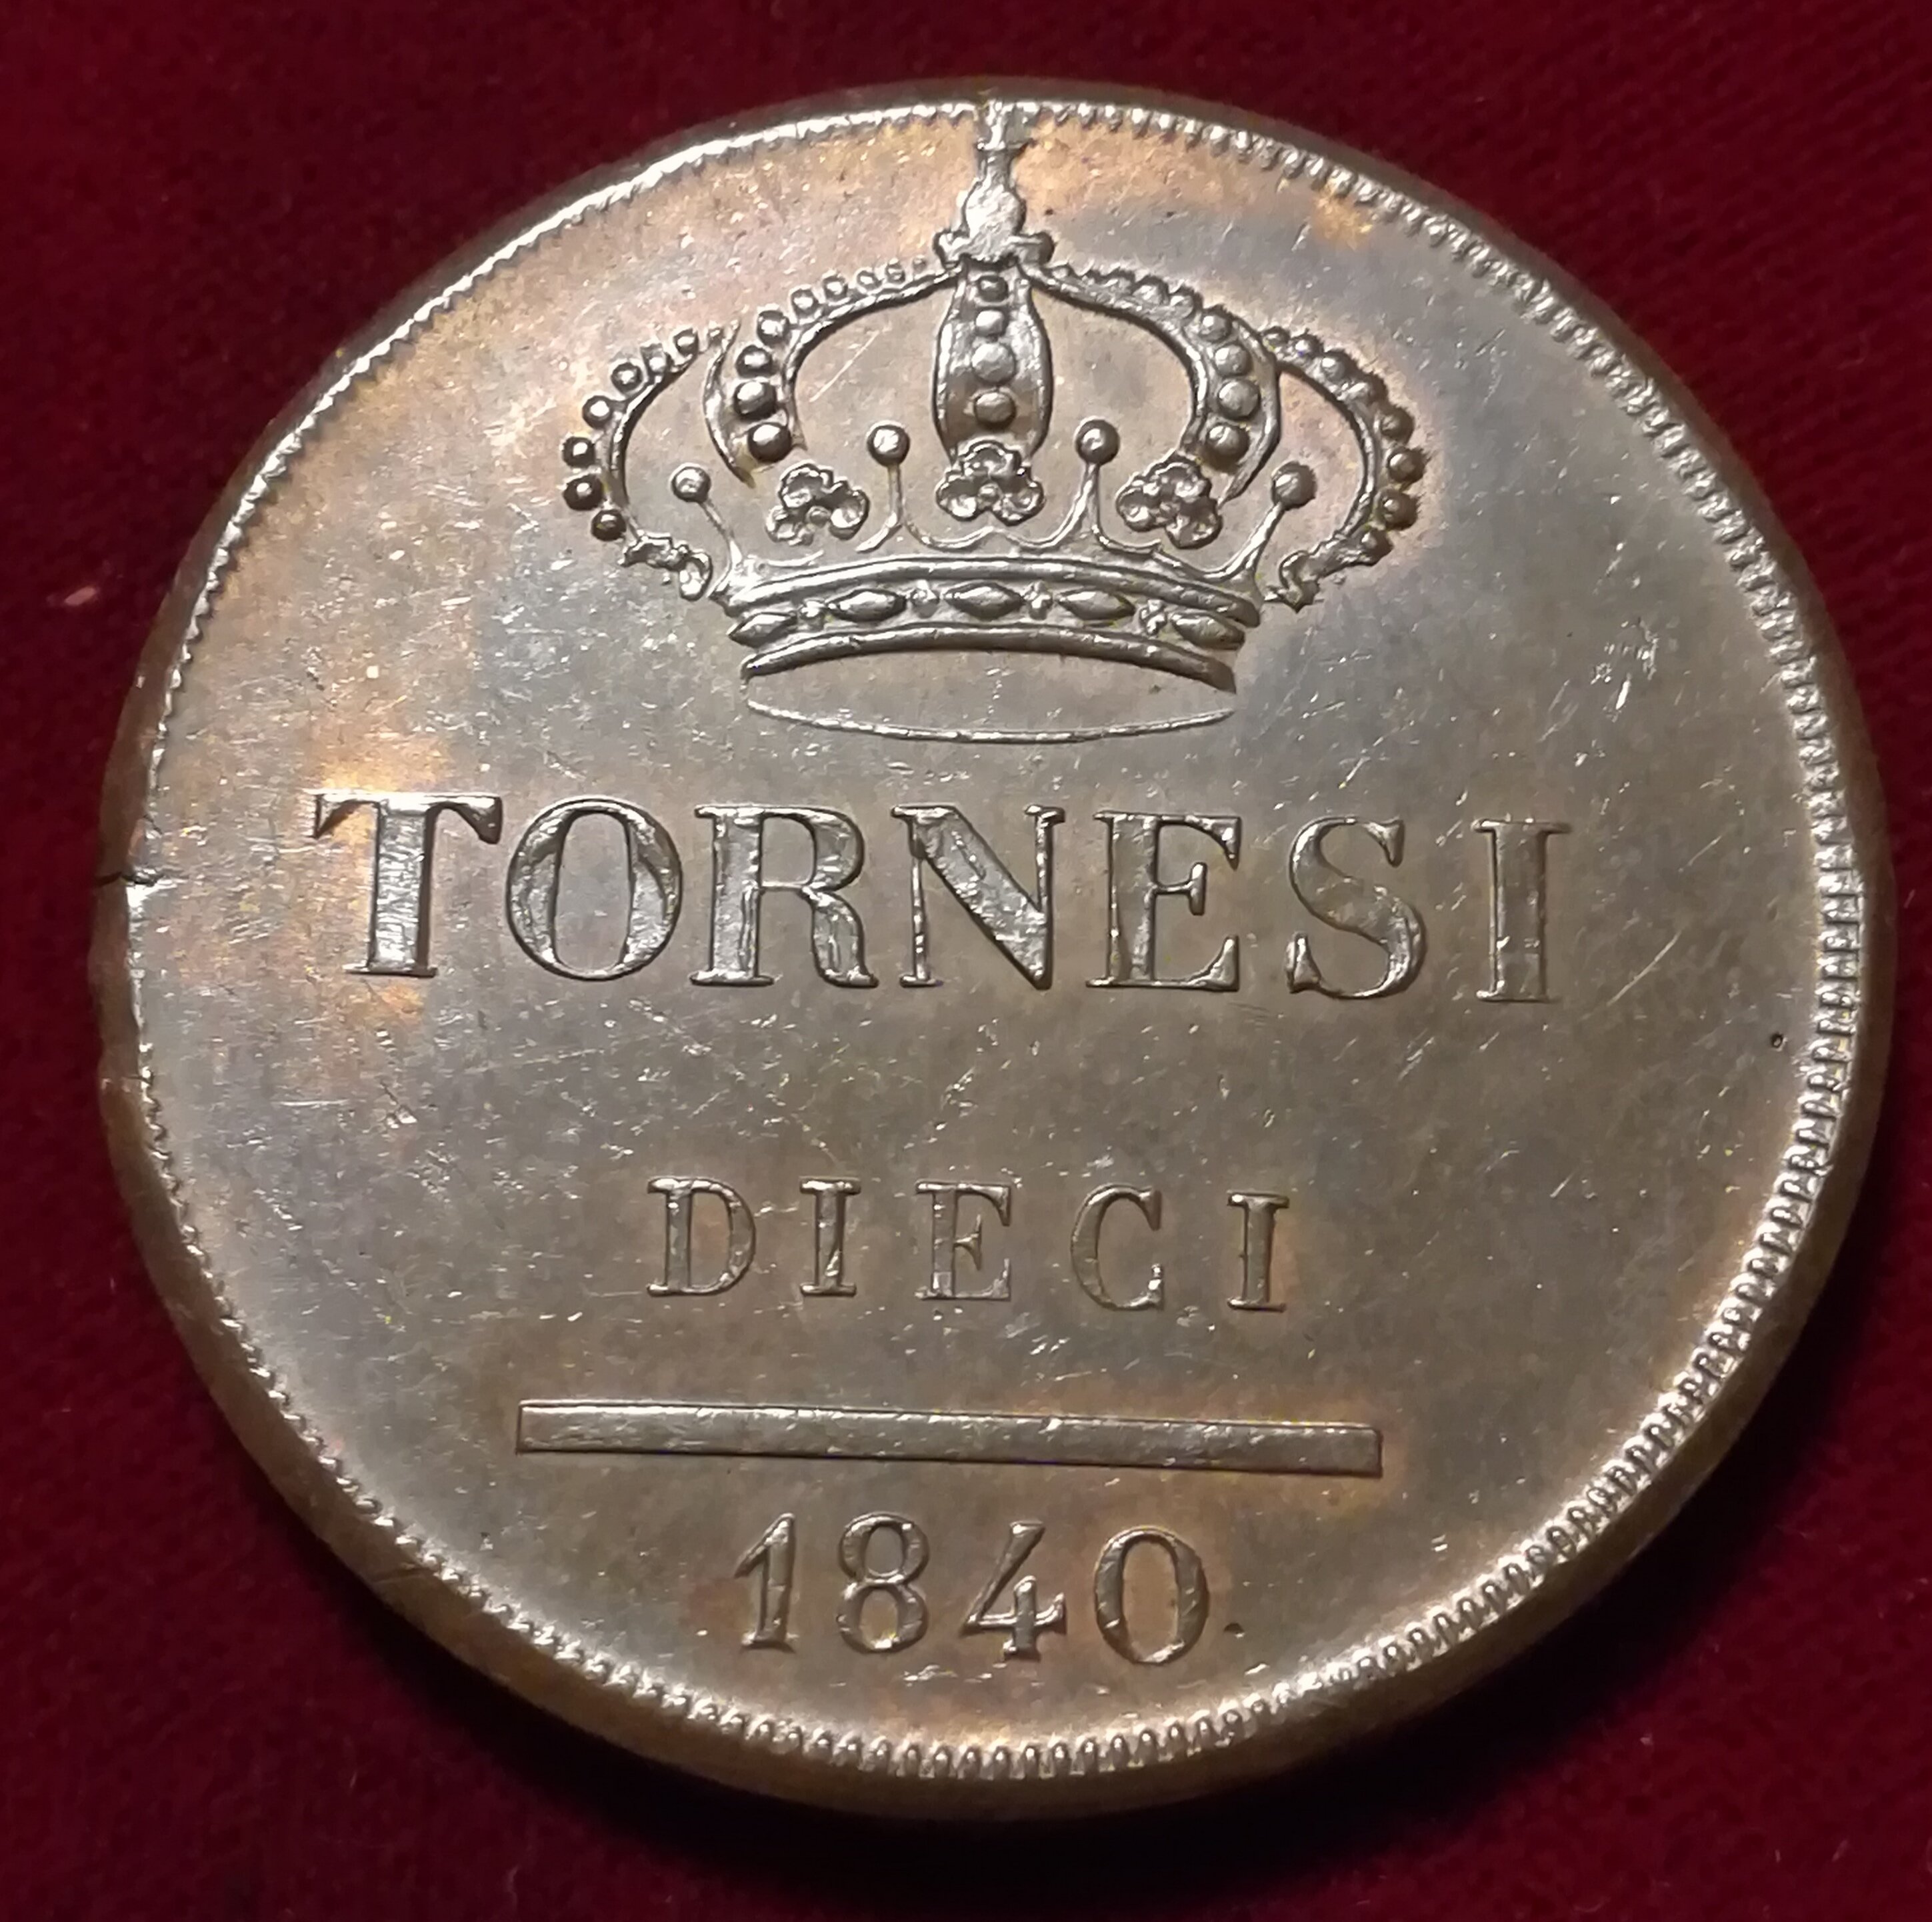 TORNESI
DIECI
1840.